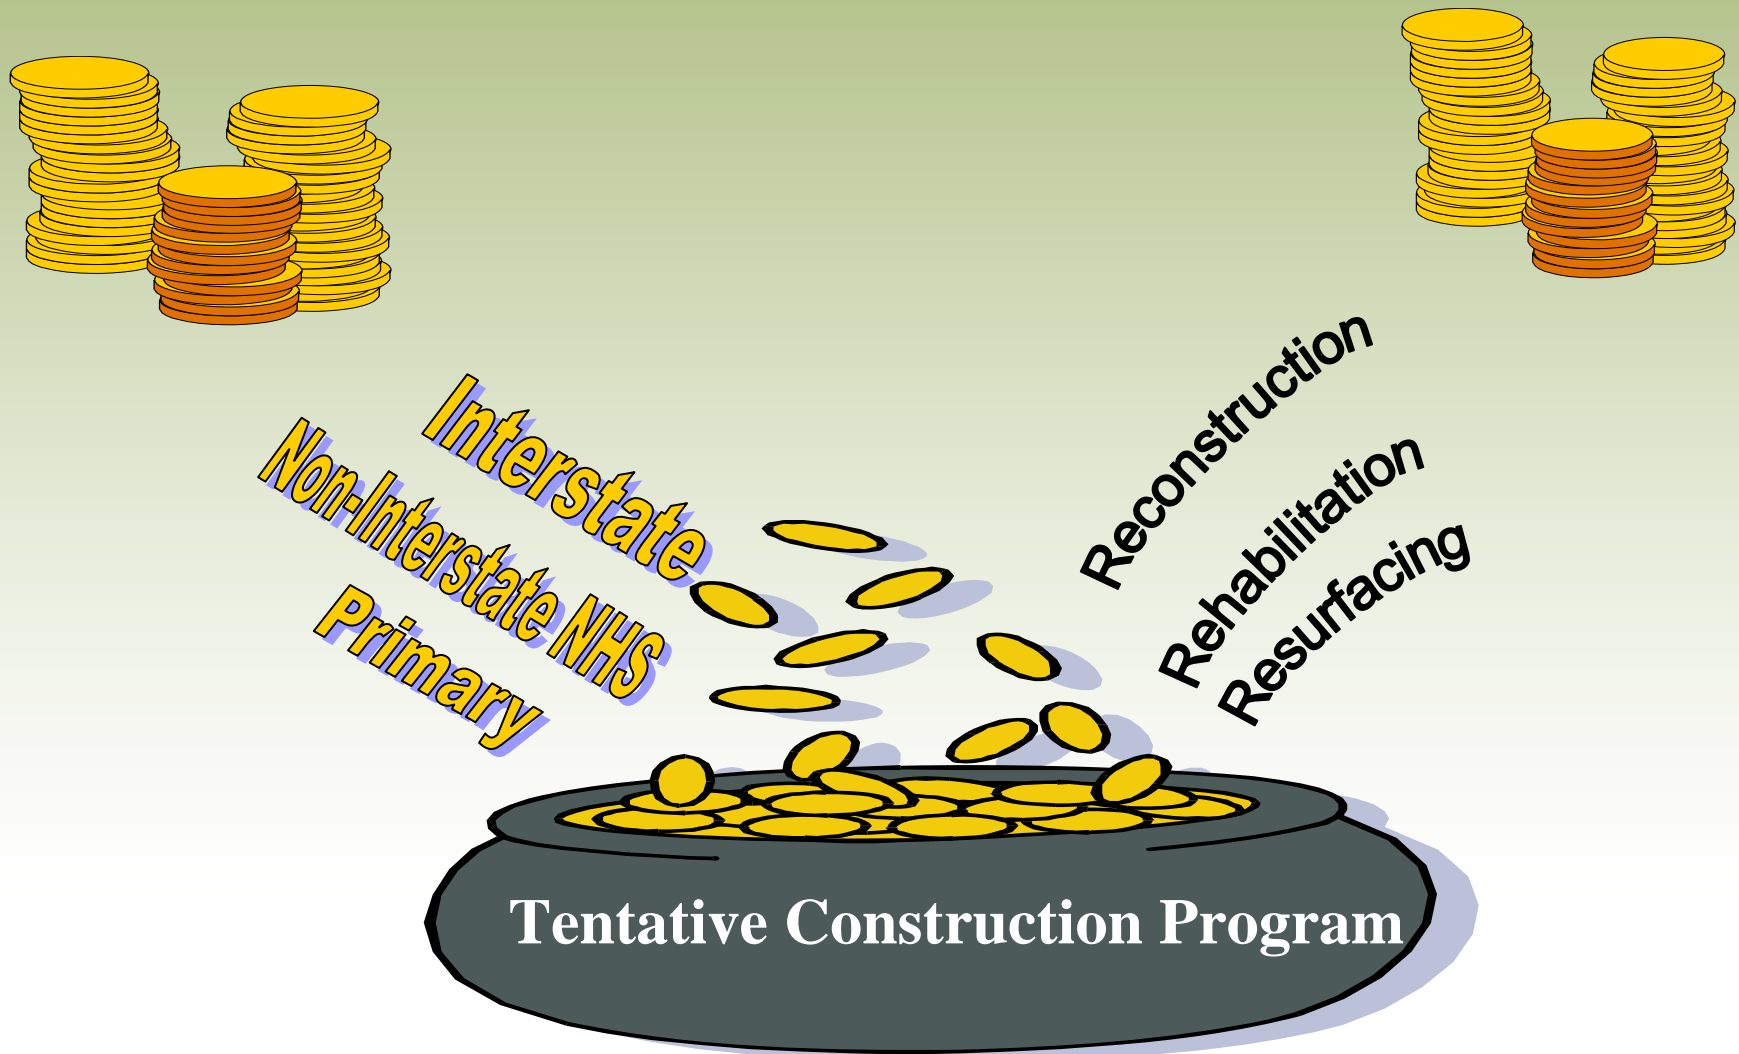 Interstate
Non-Interstate NHS
Primary
Reconstruction
Rehabilitation
Resurfacing
Tentative Construction Program